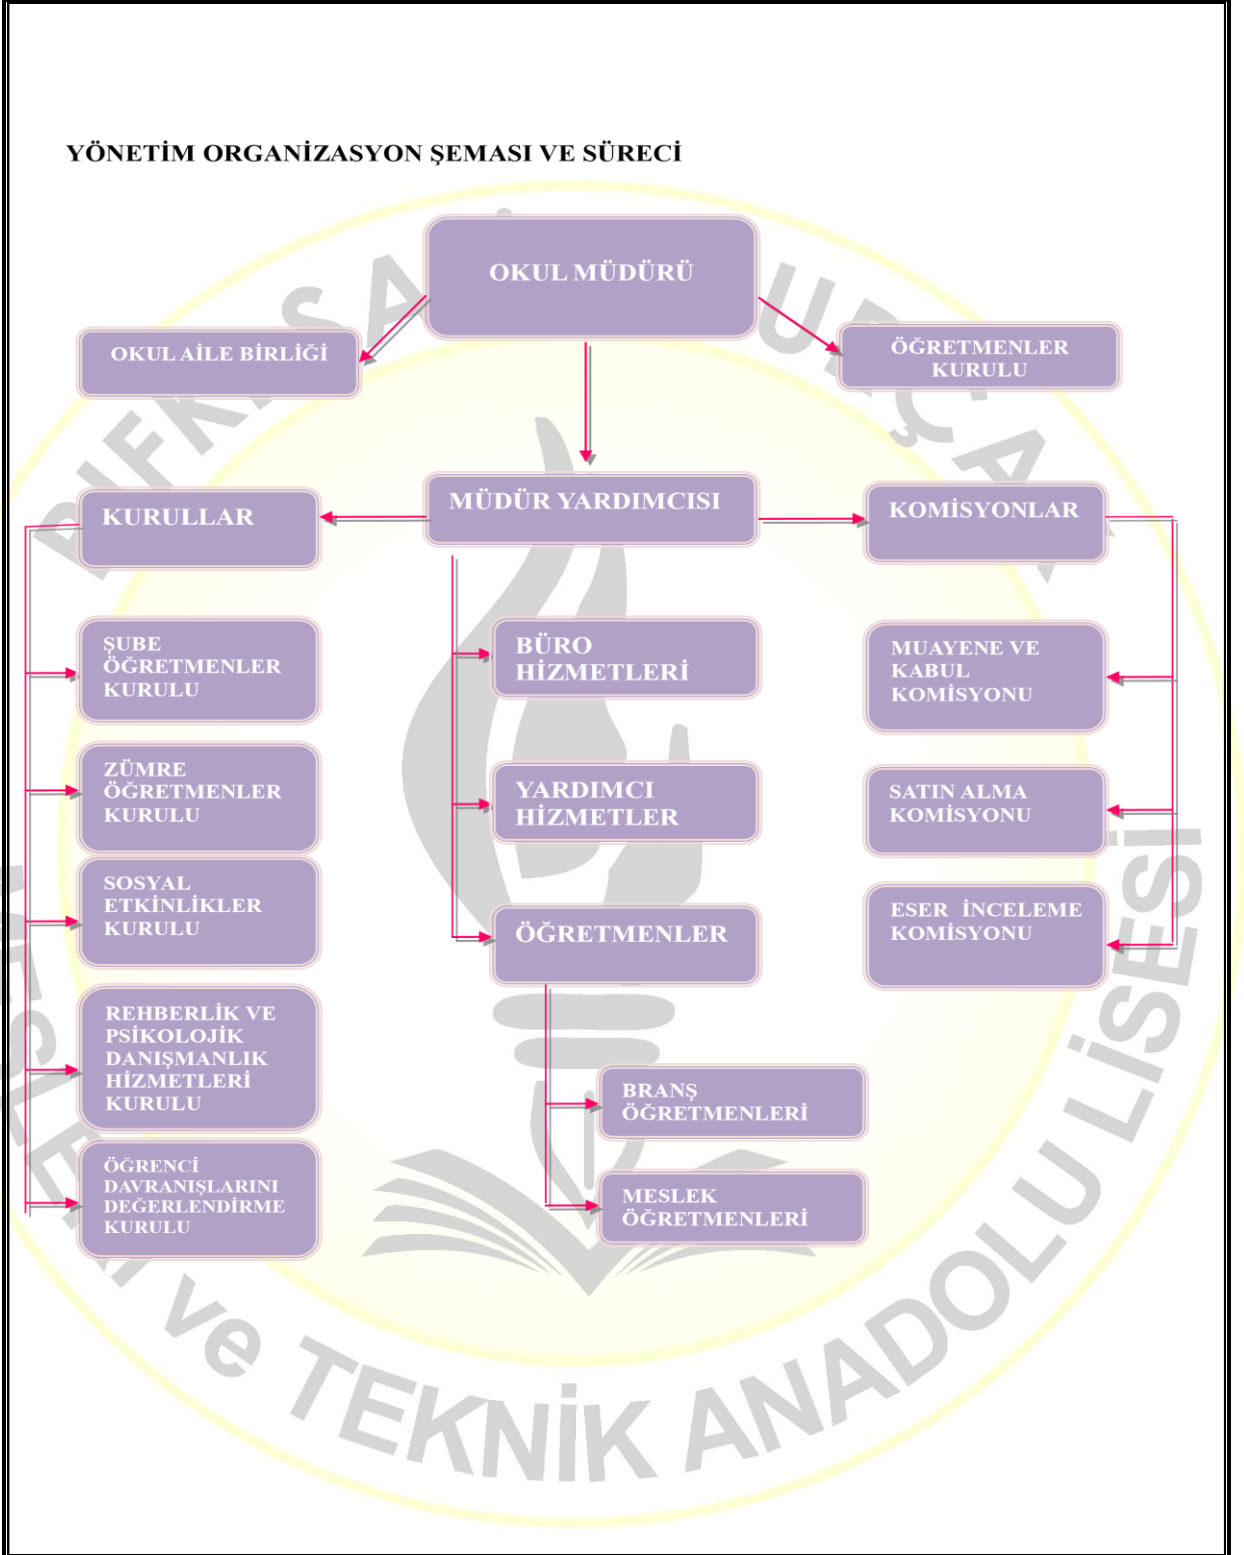 YÖNETİM ORGANİZASYON ŞEMASI VE SÜRECİ
OKUL MÜDÜRÜ
OKUL AİLE BİRLİĞİ
ÖĞRETMENLER
KURULU
KURULLAR
MÜDÜR YARDIMCISI
KOMİSYONLAR
ŞUBE
ÖĞRETMENLER
KURULU
ZÜMRE
ÖĞRETMENLER
KURULU
SOSYAL
ETKİNLİKLER
KURULU
REHBERLİK VE
PSİKOLOJİK
DANIŞMANLIK
HİZMETLERİ
KURULU
ÖĞRENCİ
DAVRANIŞLARINI
DEĞERLENDİRME
KURULU
BÜRO
HİZMETLERİ
YARDIMCI
HİZMETLER
ÖĞRETMENLER
BRANŞ
ÖĞRETMENLERİ
MESLEK
ÖĞRETMENLERİ
MUAYENE VE
KABUL
KOMİSYONU
SATIN ALMA
KOMİSYONU
ESER İNCELEME
KOMİSYONU
ve TEKNİK ANADOLU LİSESİ